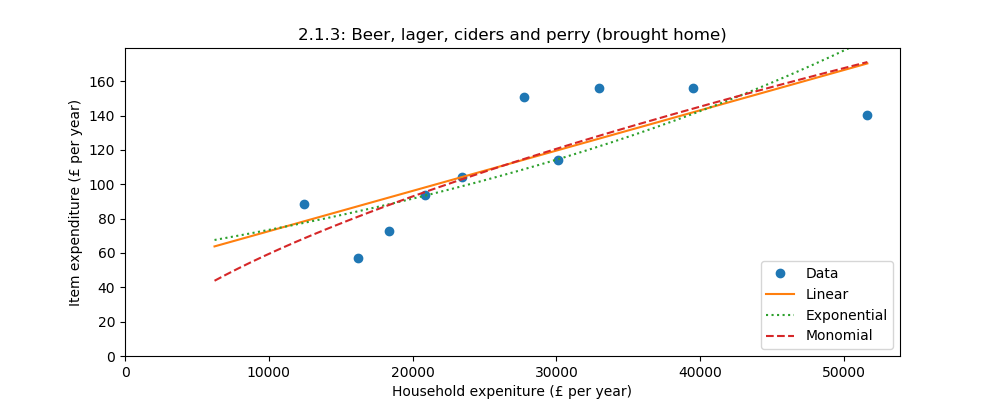 2.1.3: Beer, lager, ciders and perry (brought home)
Item expenditure (£ per year)
160
140
120
100
80
60
40
20
0
0 10000 20000 30000 40000 50000
Household expeniture (£ per year)
Data
Linear
Exponential
Monomial